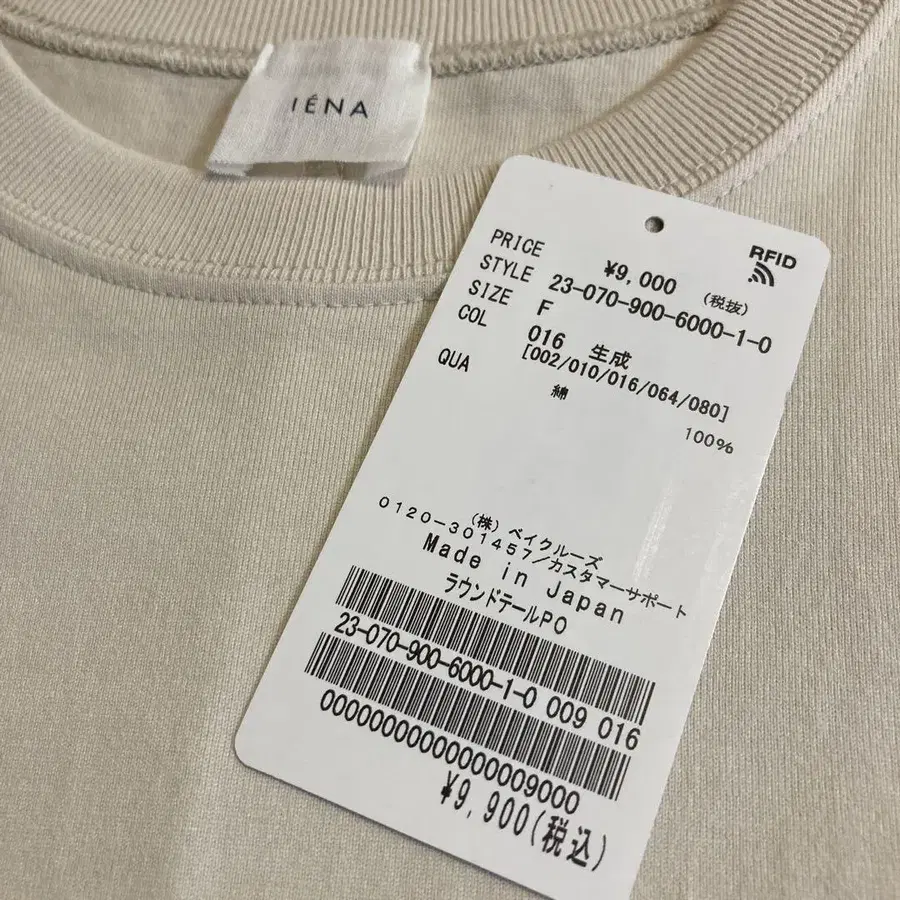 IÉNA
RFID
PRICE ¥9,000 (税抜)
STYLE 23-070-900-6000-1-0
SIZE F
COL 016 生成
[002/010/016/064/080]
QUA 綿 100%
(株) ベイクルーズ
0120-301457/カスタマーサポート
Made in Japan
ラウンドテールPO
23-070-900-6000-1-0 009 016
0000000000000000009000
¥9,900(税込)